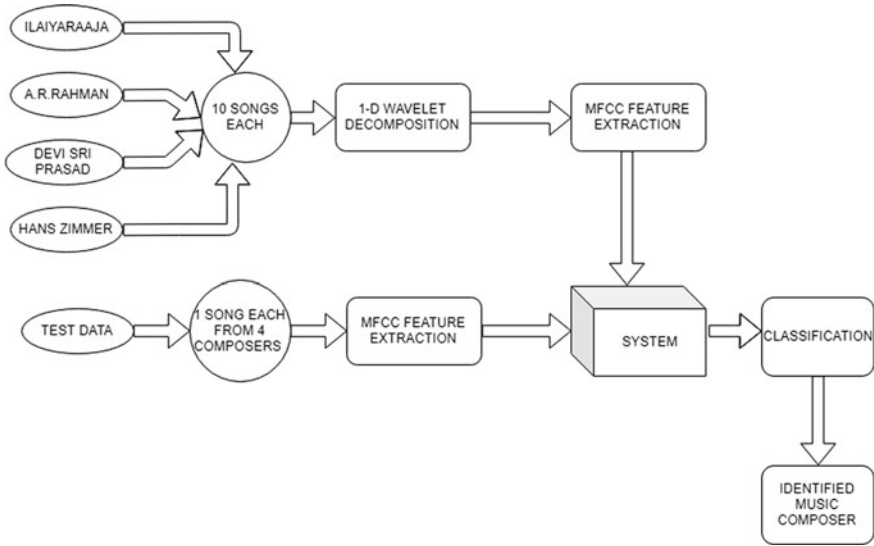 ILAIYARAAJA
A.R.RAHMAN
DEVI SRI
PRASAD
HANS ZIMMER
10 SONGS
EACH
1-D WAVELET
DECOMPOSITION
MFCC FEATURE
EXTRACTION
TEST DATA
1 SONG EACH
FROM 4
COMPOSERS
MFCC FEATURE
EXTRACTION
SYSTEM
CLASSIFICATION
IDENTIFIED
MUSIC
COMPOSER